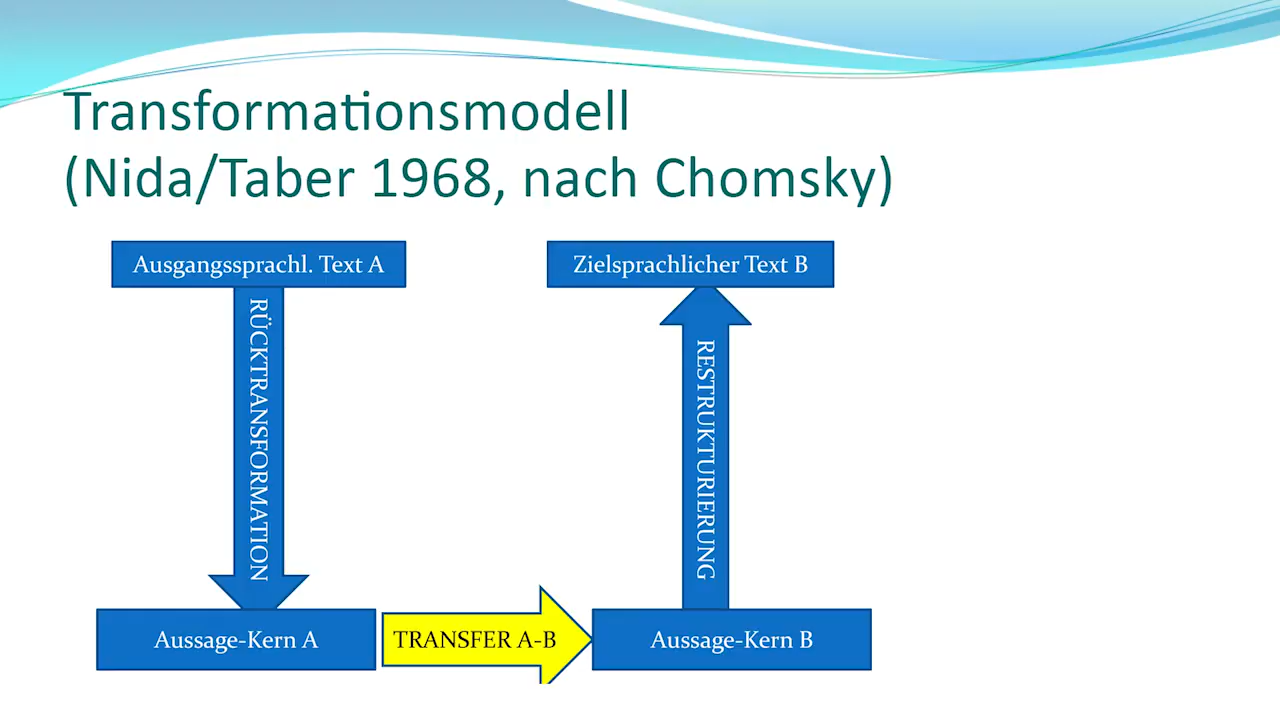 Transformationsmodell
(Nida/Taber 1968, nach Chomsky)
Ausgangssprachl. Text A
Zielsprachlicher Text B
RÜCKTRANSFORMATION
RESTRUKTURIERUNG
Aussage-Kern A
TRANSFER A-B
Aussage-Kern B